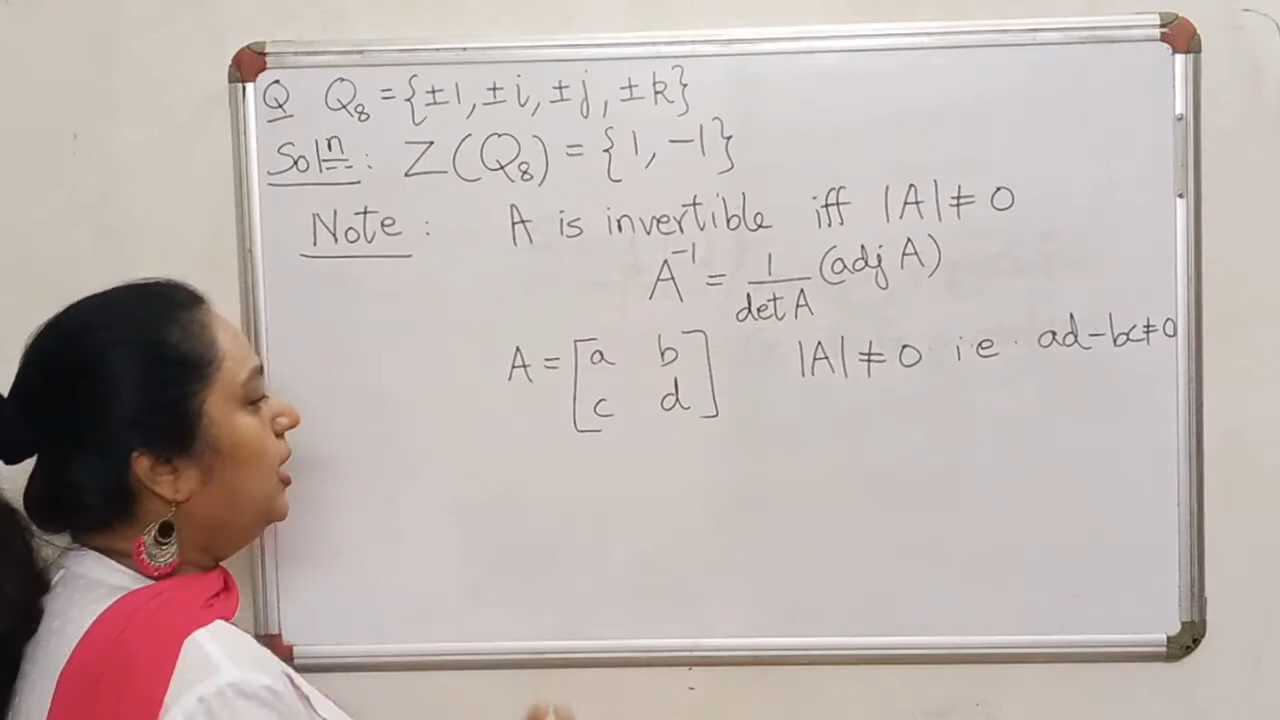 Q Q₈ = {±1, ±i, ±j, ±k}
Solⁿ: Z(Q₈) = {1, -1}
Note: A is invertible iff |A| ≠ 0
A⁻¹ = 1/det A (adj A)
A = [a b
c d] |A| ≠ 0 i.e. ad-bc≠0